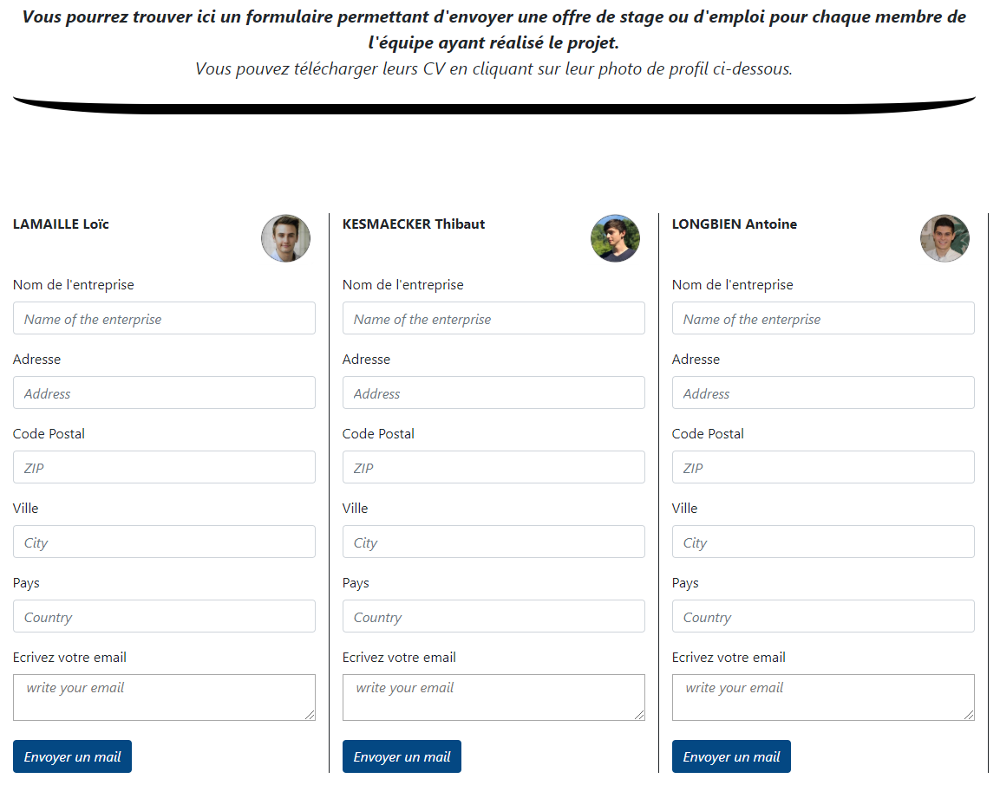 Vous pourrez trouver ici un formulaire permettant d'envoyer une offre de stage ou d'emploi pour chaque membre de
l'équipe ayant réalisé le projet.
Vous pouvez télécharger leurs CV en cliquant sur leur photo de profil ci-dessous.
LAMAILLE Loïc
Nom de l'entreprise
Name of the enterprise
Adresse
Address
Code Postal
ZIP
Ville
City
Pays
Country
Ecrivez votre email
write your email
Envoyer un mail
KESMAECKER Thibaut
Nom de l'entreprise
Name of the enterprise
Adresse
Address
Code Postal
ZIP
Ville
City
Pays
Country
Ecrivez votre email
write your email
Envoyer un mail
LONGBIEN Antoine
Nom de l'entreprise
Name of the enterprise
Adresse
Address
Code Postal
ZIP
Ville
City
Pays
Country
Ecrivez votre email
write your email
Envoyer un mail